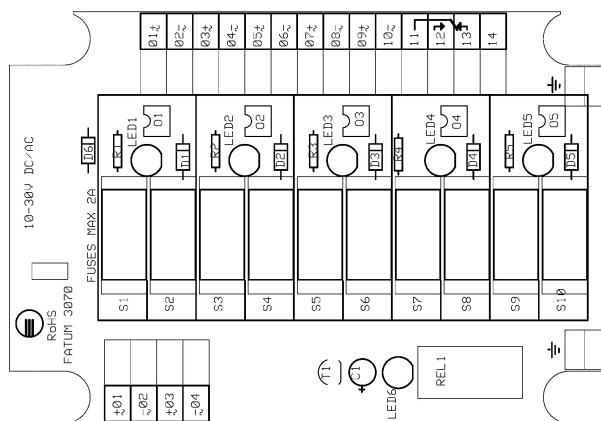 01±
02≂
03±
04≂
05±
06≂
07±
08≂
09±
10≂
11
12
13
14
LED1
O1
LED2
O2
LED3
O3
LED4
O4
LED5
O5
D6
R1
D1
R2
D2
R3
D3
R4
D4
R5
D5
10-30V DC/AC
FUSES MAX 2A
S1
S2
S3
S4
S5
S6
S7
S8
S9
S10
RoHS
FATUM 3070
±01
≂02
±03
≂04
T1
C1
+
LED6
REL1